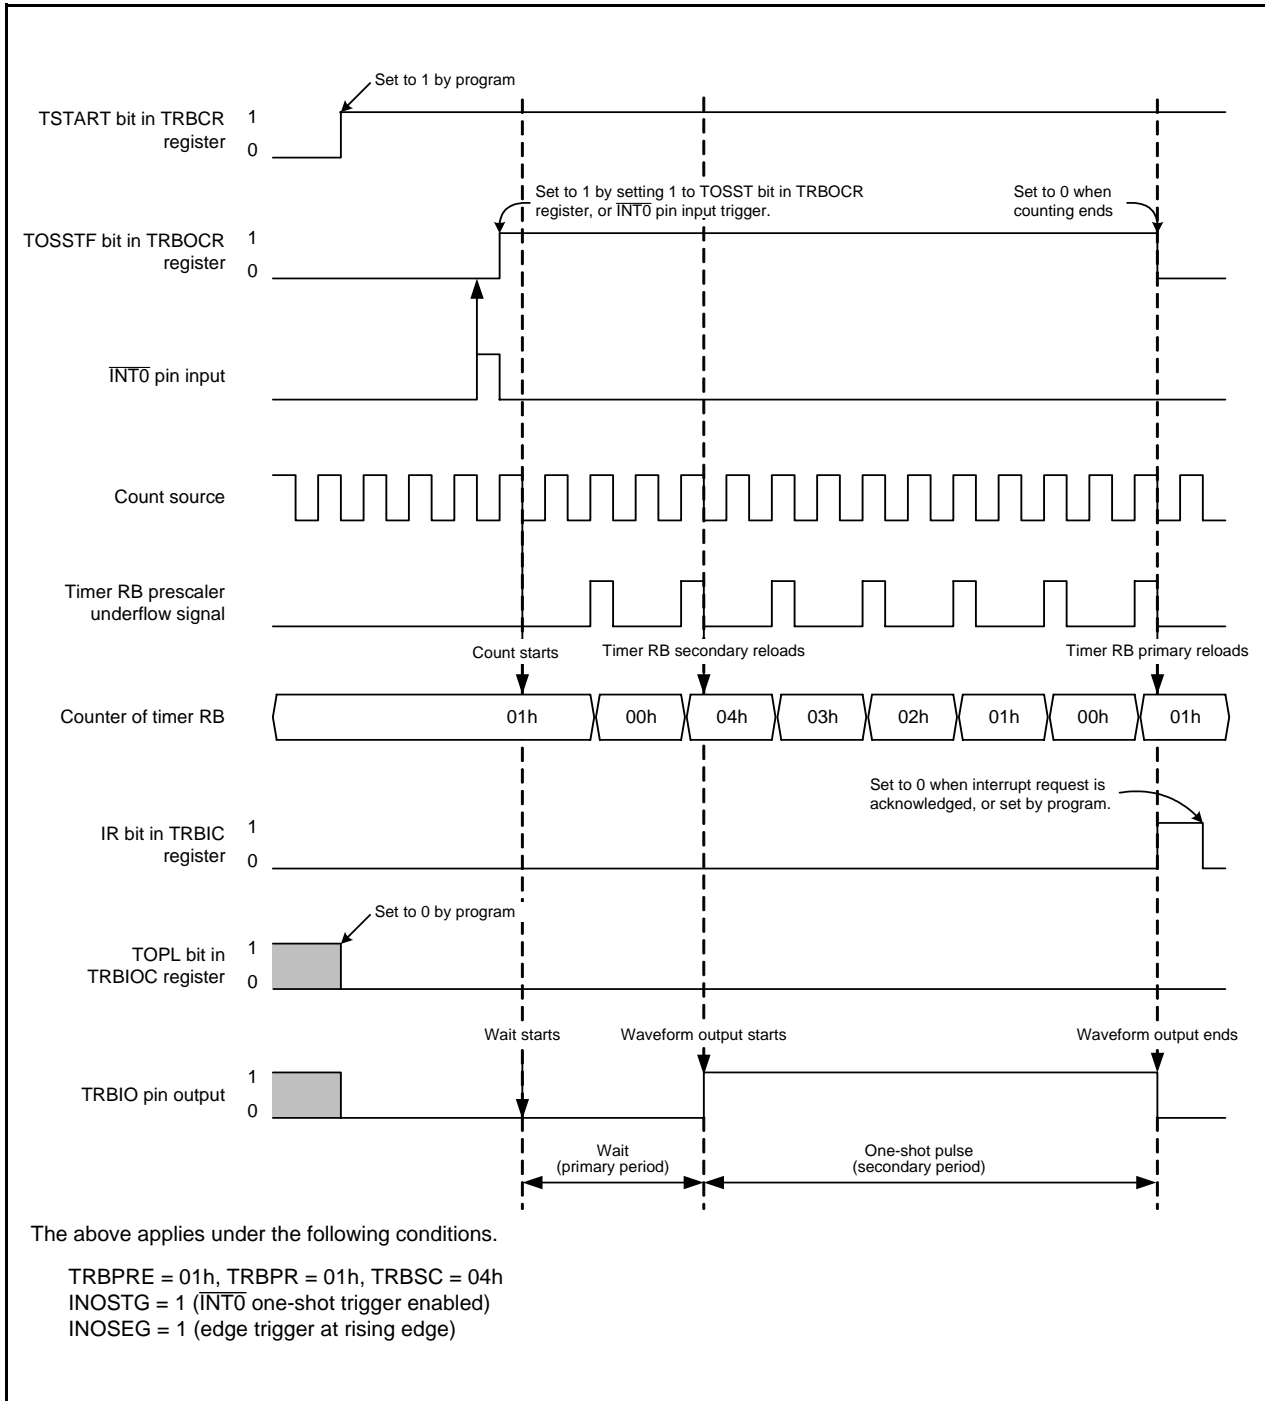 Set to 1 by program
TSTART bit in TRBCR
register
1
0
Set to 1 by setting 1 to TOSST bit in TRBOCR
register, or INT0 pin input trigger.
Set to 0 when
counting ends
TOSSTF bit in TRBOCR
register
1
0
INT0 pin input
Count source
Timer RB prescaler
underflow signal
Count starts
Timer RB secondary reloads
Timer RB primary reloads
Counter of timer RB
01h 00h 04h 03h 02h 01h 00h 01h
Set to 0 when interrupt request is
acknowledged, or set by program.
IR bit in TRBIC
register
1
0
Set to 0 by program
TOPL bit in
TRBIOC register
1
0
Wait starts
Waveform output starts
Waveform output ends
TRBIO pin output
1
0
Wait
(primary period)
One-shot pulse
(secondary period)
The above applies under the following conditions.
TRBPRE = 01h, TRBPR = 01h, TRBSC = 04h
INOSTG = 1 (INT0 one-shot trigger enabled)
INOSEG = 1 (edge trigger at rising edge)